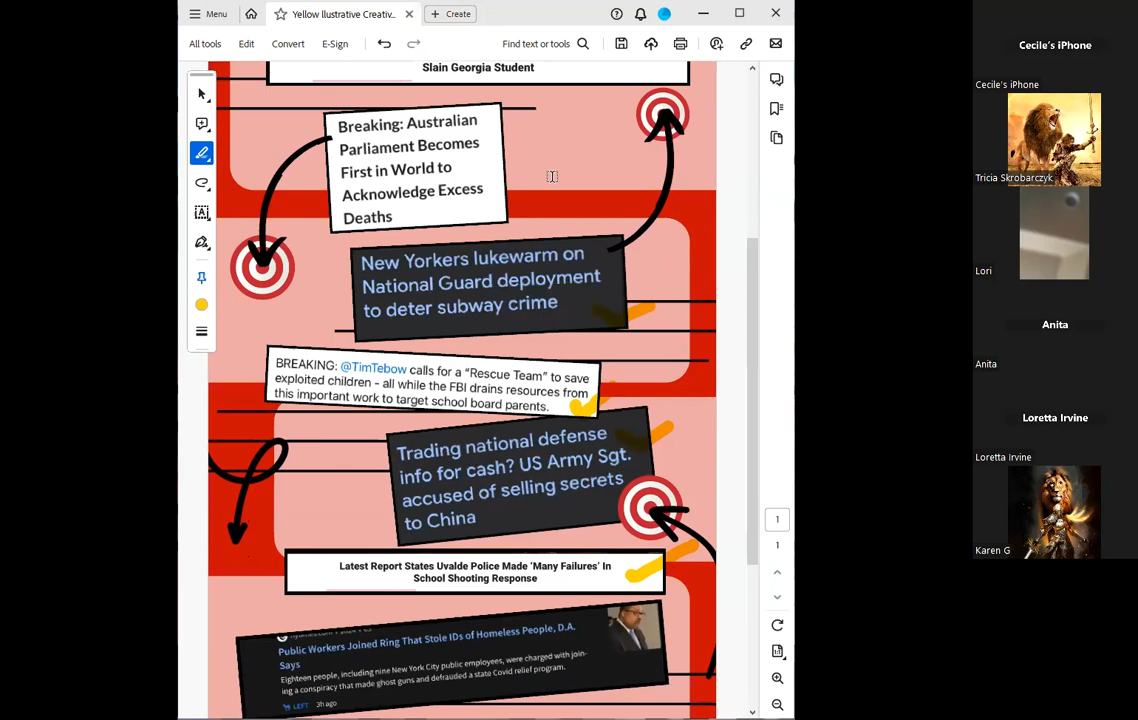 Menu
Yellow Ilustrative Creativ...
Create
All tools
Edit
Convert
E-Sign
Find text or tools
Slain Georgia Student
Breaking: Australian
Parliament Becomes
First in World to
Acknowledge Excess
Deaths
New Yorkers lukewarm on
National Guard deployment
to deter subway crime
BREAKING: @TimTebow calls for a “Rescue Team” to save
exploited children - all while the FBI drains resources from
this important work to target school board parents.
Trading national defense
info for cash? US Army Sgt.
accused of selling secrets
to China
Latest Report States Uvalde Police Made ‘Many Failures’ In
School Shooting Response
Public Workers Joined Ring That Stole IDs of Homeless People, D.A.
Says
Eighteen people, including nine New York City public employees, were charged with join-
ing a conspiracy that made ghost guns and defrauded a state Covid relief program.
LEFT 3h ago
1
1
Cecile's iPhone
Cecile's iPhone
Tricia Skrobarczyk
Lori
Anita
Anita
Loretta Irvine
Loretta Irvine
Karen G